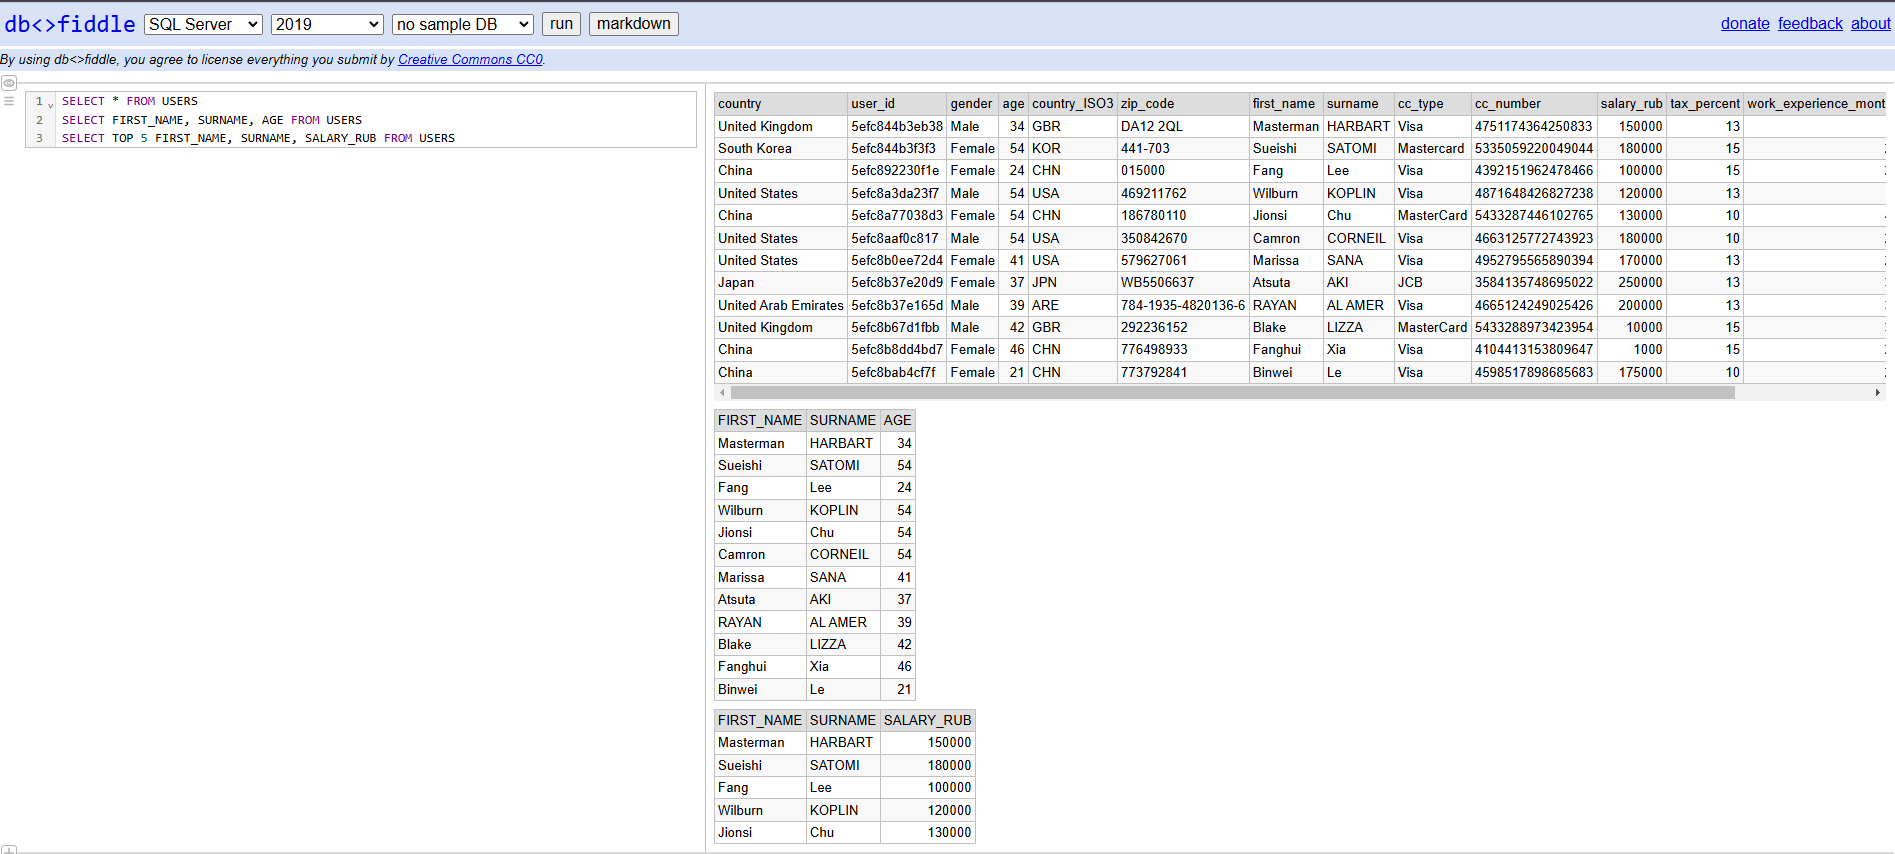 db<>fiddle SQL Server 2019 no sample DB run markdown donate feedback about
By using db<>fiddle, you agree to license everything you submit by Creative Commons CC0.
1 SELECT * FROM USERS
2 SELECT FIRST_NAME, SURNAME, AGE FROM USERS
3 SELECT TOP 5 FIRST_NAME, SURNAME, SALARY_RUB FROM USERS
country user_id gender age country_ISO3 zip_code first_name surname cc_type cc_number salary_rub tax_percent work_experience_mont
United Kingdom 5efc844b3eb38 Male 34 GBR DA12 2QL Masterman HARBART Visa 4751174364250833 150000 13
South Korea 5efc844b3f3f3 Female 54 KOR 441-703 Sueishi SATOMI Mastercard 5335059220049044 180000 15
China 5efc892230f1e Female 24 CHN 015000 Fang Lee Visa 4392151962478466 100000 15
United States 5efc8a3da23f7 Male 54 USA 469211762 Wilburn KOPLIN Visa 4871648426827238 120000 13
China 5efc8a77038d3 Female 54 CHN 186780110 Jionsi Chu MasterCard 5433287446102765 130000 10
United States 5efc8aaf0c817 Male 54 USA 350842670 Camron CORNEIL Visa 4663125772743923 180000 10
United States 5efc8b0ee72d4 Female 41 USA 579627061 Marissa SANA Visa 4952795565890394 170000 13
Japan 5efc8b37e20d9 Female 37 JPN WB5506637 Atsuta AKI JCB 3584135748695022 250000 13
United Arab Emirates 5efc8b37e165d Male 39 ARE 784-1935-4820136-6 RAYAN AL AMER Visa 4665124249025426 200000 13
United Kingdom 5efc8b67d1fbb Male 42 GBR 292236152 Blake LIZZA MasterCard 5433288973423954 10000 15
China 5efc8b8dd4bd7 Female 46 CHN 776498933 Fanghui Xia Visa 4104413153809647 1000 15
China 5efc8bab4cf7f Female 21 CHN 773792841 Binwei Le Visa 4598517898685683 175000 10
FIRST_NAME SURNAME AGE
Masterman HARBART 34
Sueishi SATOMI 54
Fang Lee 24
Wilburn KOPLIN 54
Jionsi Chu 54
Camron CORNEIL 54
Marissa SANA 41
Atsuta AKI 37
RAYAN AL AMER 39
Blake LIZZA 42
Fanghui Xia 46
Binwei Le 21
FIRST_NAME SURNAME SALARY_RUB
Masterman HARBART 150000
Sueishi SATOMI 180000
Fang Lee 100000
Wilburn KOPLIN 120000
Jionsi Chu 130000